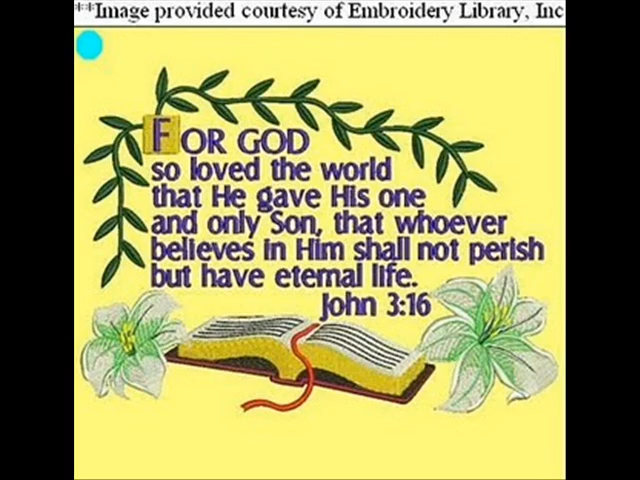 **Image provided courtesy of Embroidery Library, Inc
FOR GOD
so loved the world
that He gave His one
and only Son, that whoever
believes in Him shall not perish
but have eternal life.
John 3:16